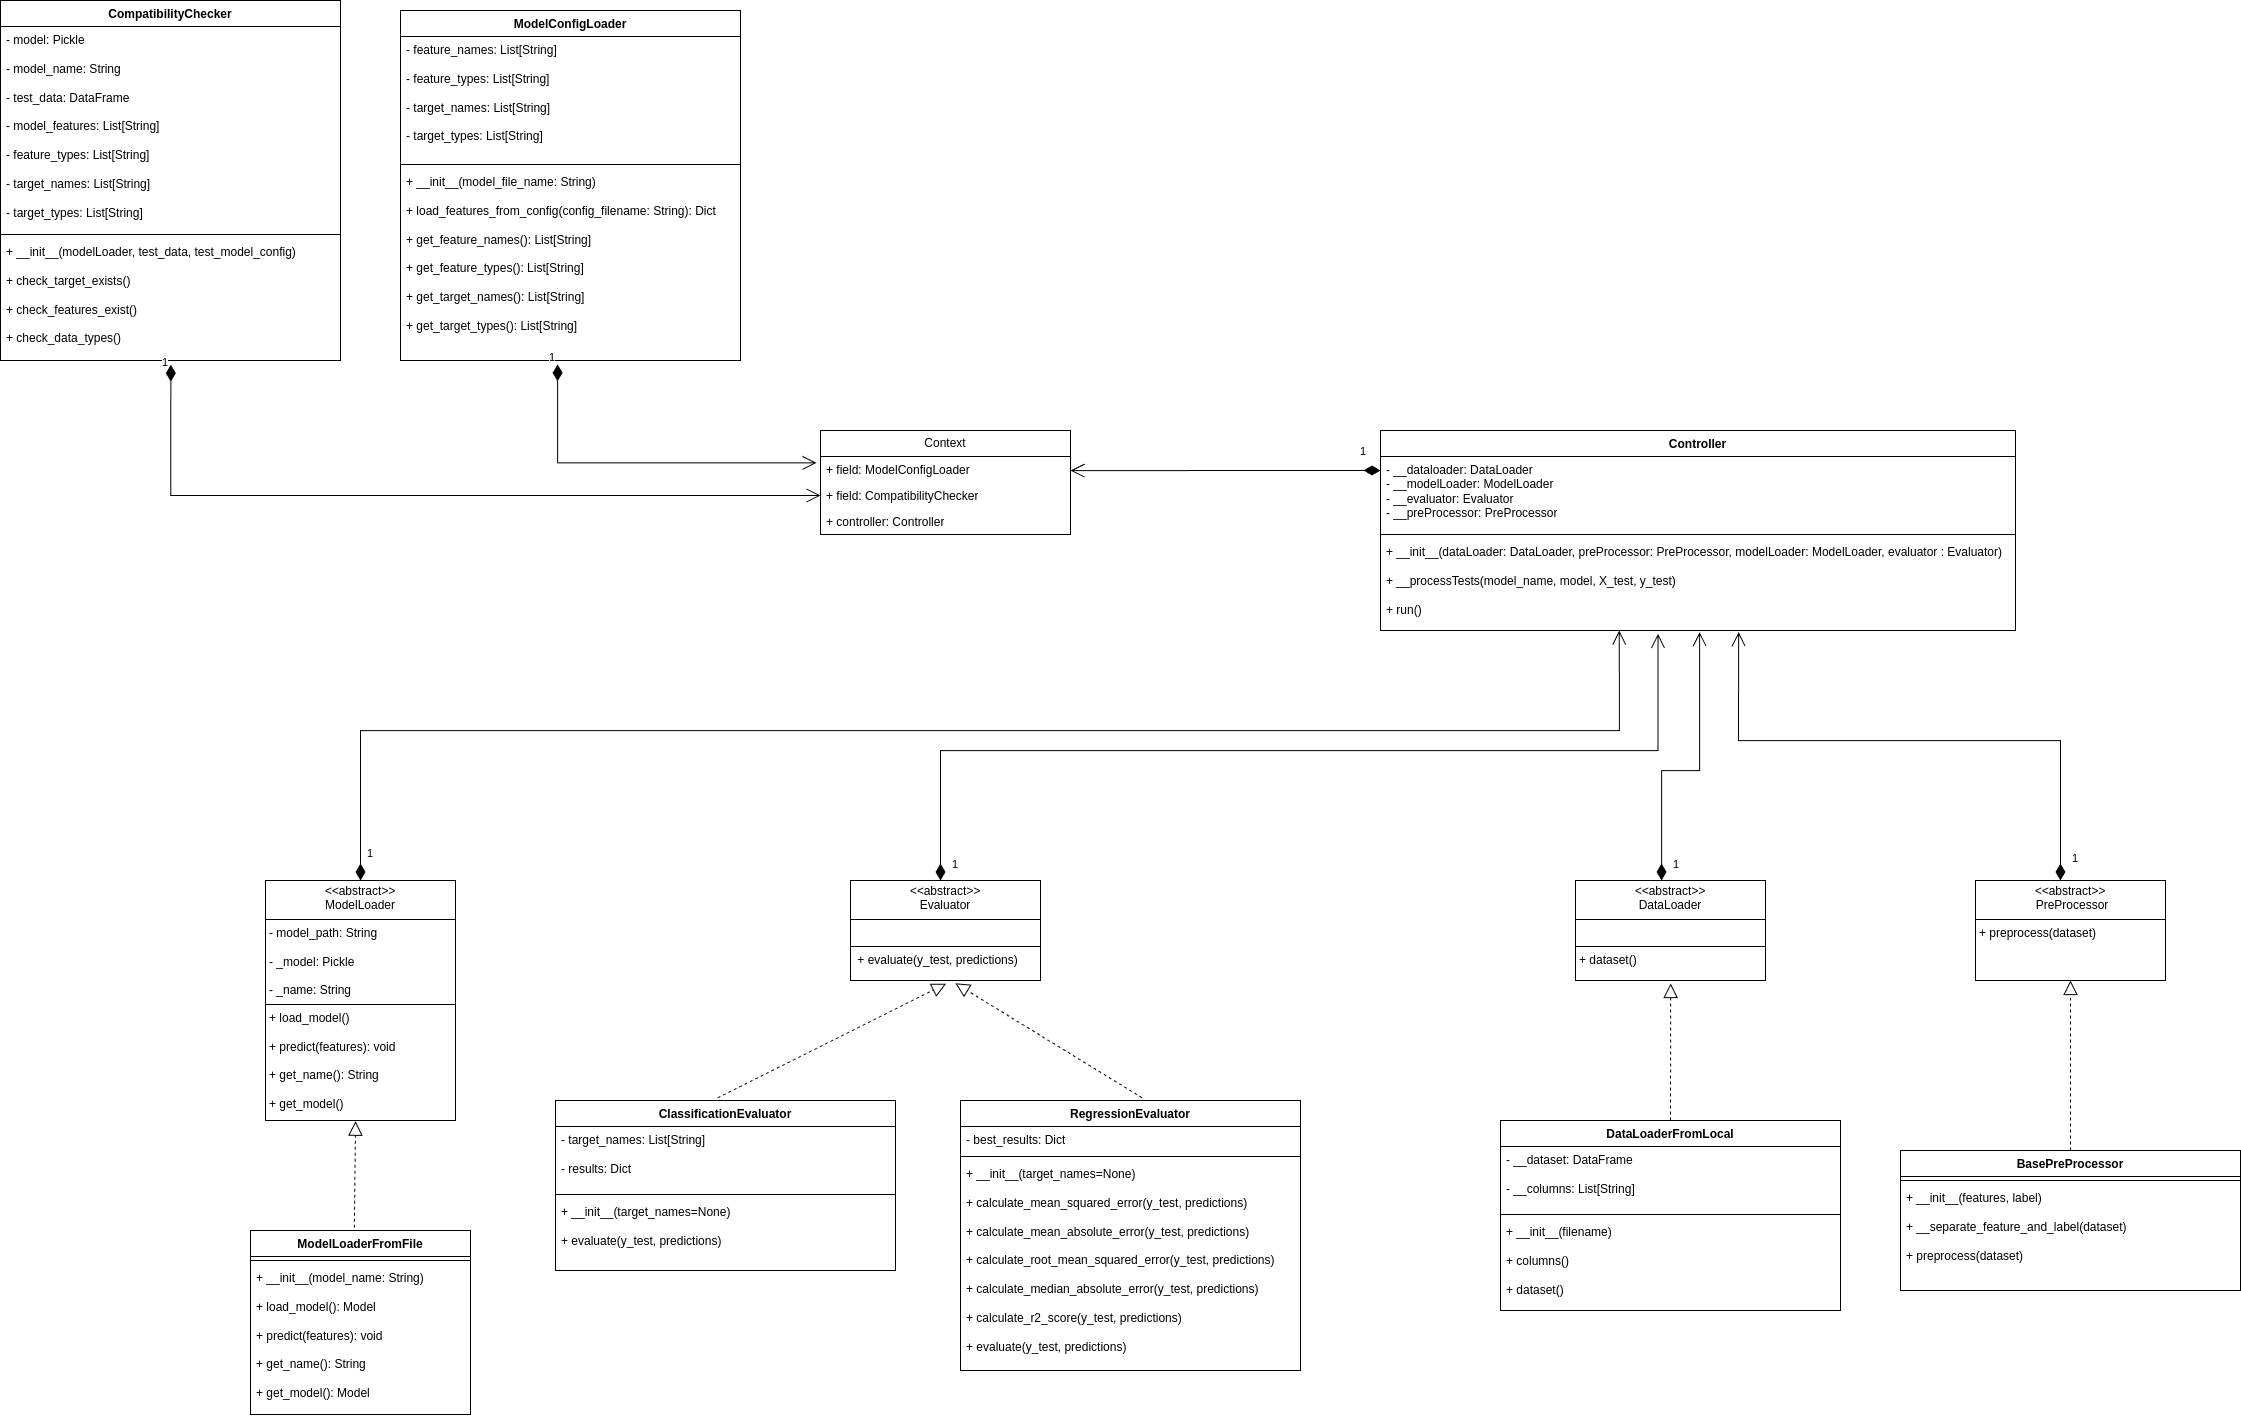 CompatibilityChecker
- model: Pickle
- model_name: String
- test_data: DataFrame
- model_features: List[String]
- feature_types: List[String]
- target_names: List[String]
- target_types: List[String]
+ __init__(modelLoader, test_data, test_model_config)
+ check_target_exists()
+ check_features_exist()
+ check_data_types()
1
ModelConfigLoader
- feature_names: List[String]
- feature_types: List[String]
- target_names: List[String]
- target_types: List[String]
+ __init__(model_file_name: String)
+ load_features_from_config(config_filename: String): Dict
+ get_feature_names(): List[String]
+ get_feature_types(): List[String]
+ get_target_names(): List[String]
+ get_target_types(): List[String]
1
Context
+ field: ModelConfigLoader
+ field: CompatibilityChecker
+ controller: Controller
1
Controller
- __dataloader: DataLoader
- __modelLoader: ModelLoader
- __evaluator: Evaluator
- __preProcessor: PreProcessor
+ __init__(dataLoader: DataLoader, preProcessor: PreProcessor, modelLoader: ModelLoader, evaluator : Evaluator)
+ __processTests(model_name, model, X_test, y_test)
+ run()
1
<<abstract>>
ModelLoader
- model_path: String
- _model: Pickle
- _name: String
+ load_model()
+ predict(features): void
+ get_name(): String
+ get_model()
1
<<abstract>>
Evaluator
+ evaluate(y_test, predictions)
1
<<abstract>>
DataLoader
+ dataset()
1
<<abstract>>
PreProcessor
+ preprocess(dataset)
ModelLoaderFromFile
+ __init__(model_name: String)
+ load_model(): Model
+ predict(features): void
+ get_name(): String
+ get_model(): Model
ClassificationEvaluator
- target_names: List[String]
- results: Dict
+ __init__(target_names=None)
+ evaluate(y_test, predictions)
RegressionEvaluator
- best_results: Dict
+ __init__(target_names=None)
+ calculate_mean_squared_error(y_test, predictions)
+ calculate_mean_absolute_error(y_test, predictions)
+ calculate_root_mean_squared_error(y_test, predictions)
+ calculate_median_absolute_error(y_test, predictions)
+ calculate_r2_score(y_test, predictions)
+ evaluate(y_test, predictions)
DataLoaderFromLocal
- __dataset: DataFrame
- __columns: List[String]
+ __init__(filename)
+ columns()
+ dataset()
BasePreProcessor
+ __init__(features, label)
+ __separate_feature_and_label(dataset)
+ preprocess(dataset)